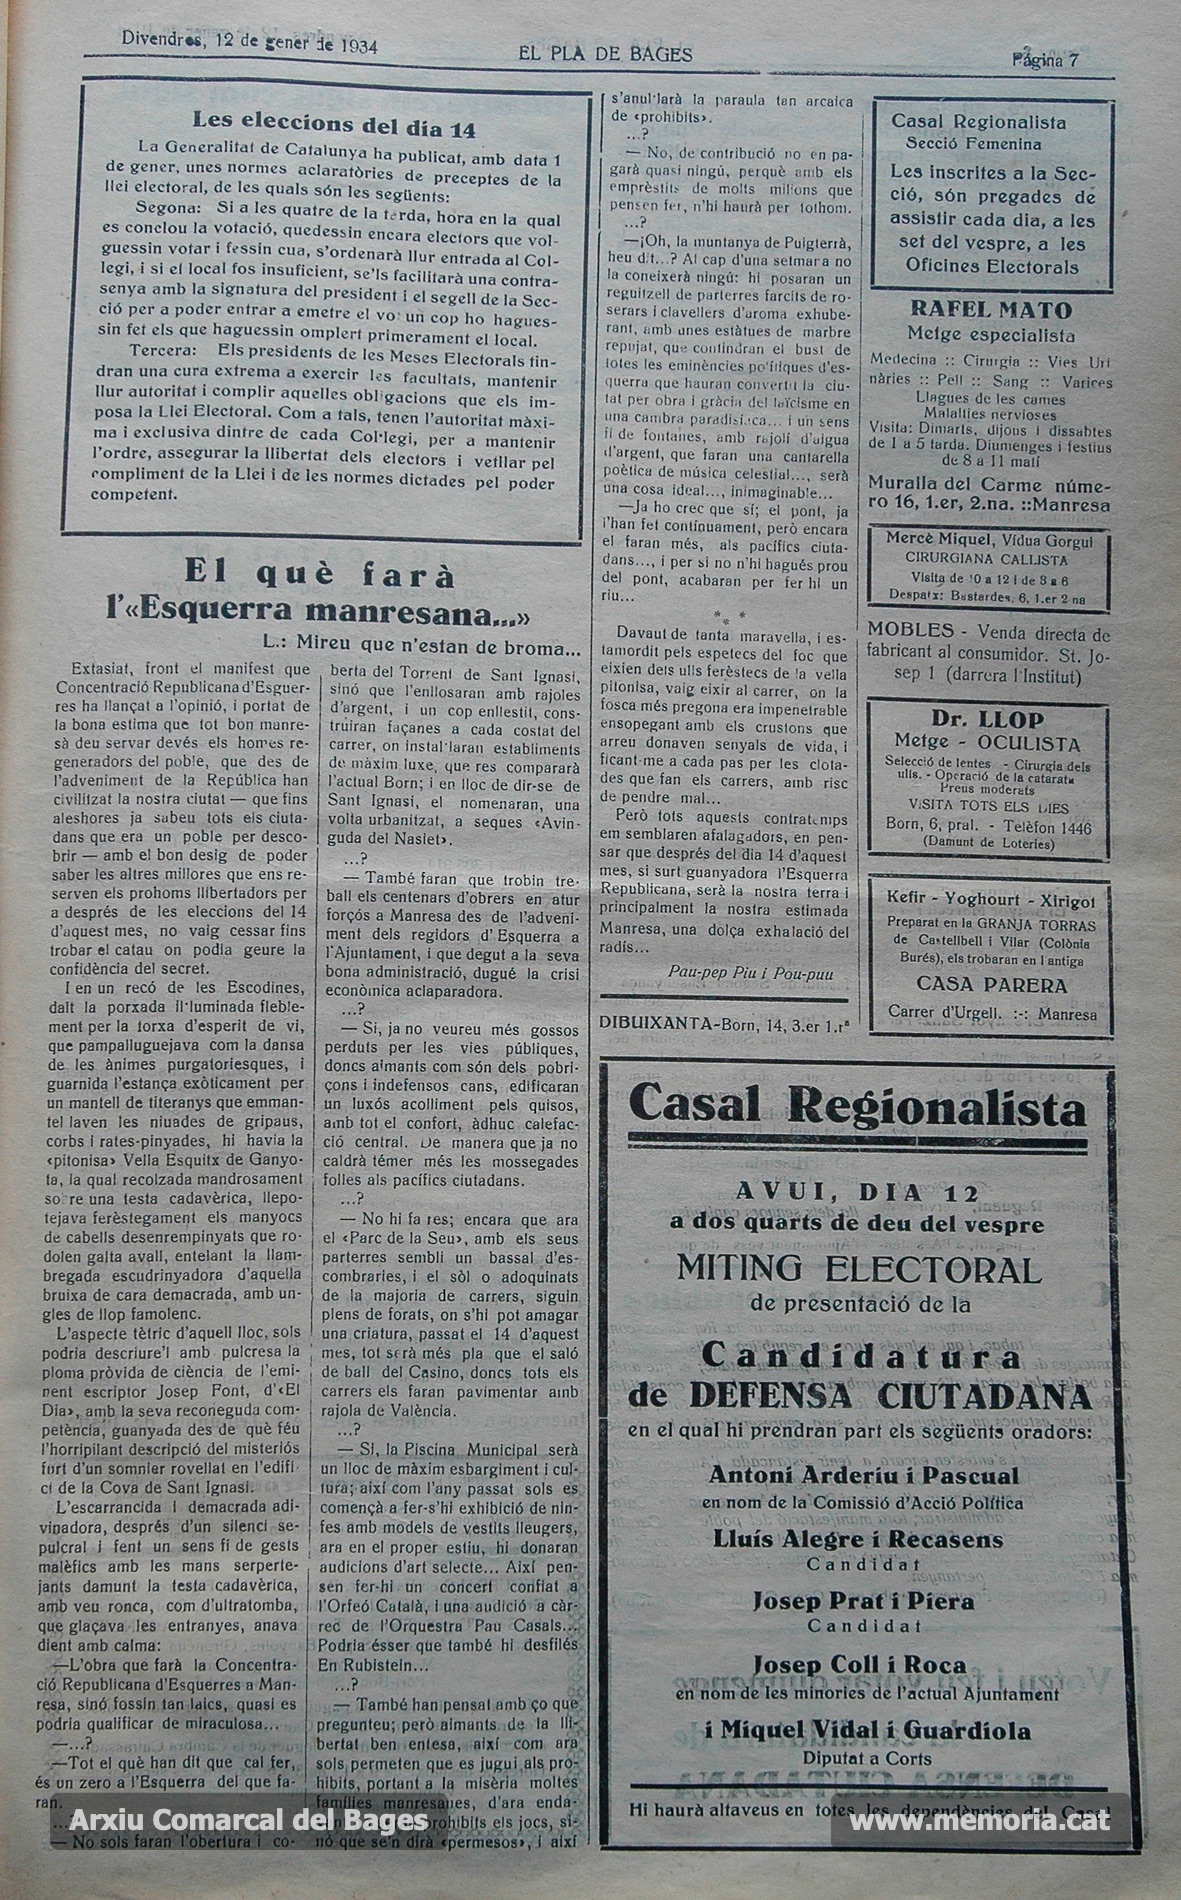 Divendres, 12 de gener de 1934
EL PLA DE BAGES
Página 7
Les eleccions del dia 14
La Generalitat de Catalunya ha publicat, amb data 1
de gener, unes normes aclaratòries de preceptes de la
llei electoral, de les quals són les següents:
Segona: Si a les quatre de la tarda, hora en la qual
es conclou la votació, quedessin encara electors que vol-
guessin votar i fessin cua, s'ordenarà llur entrada al Col-
legi, i si el local fos insuficient, se'ls facilitarà una contra-
senya amb la signatura del president i el segell de la Sec-
ció per a poder entrar a emetre el vot un cop ho hagues-
sin fet els que haguessin omplert primerament el local.
Tercera: Els presidents de les Meses Electorals tin-
dran una cura extrema a exercir les facultats, mantenir
llur autoritat i complir aquelles obligacions que els im-
posa la Llei Electoral. Com a tals, tenen l'autoritat màxi-
ma i exclusiva dintre de cada Col·legi, per a mantenir
l'ordre, assegurar la llibertat dels electors i vetllar pel
compliment de la Llei i de les normes dictades pel poder
competent.
El què farà
l'«Esquerra manresana...»
L.: Mireu que n'estan de broma...
Extasiat, front el manifest que
Concentració Republicana d'Esguer-
res ha llançat a l'opinió, i portat de
la bona estima que tot bon manre-
sà deu servar devés els homes re-
generadors del poble, que des de
l'adveniment de la República han
civilitzat la nostra ciutat — que fins
aleshores ja sabeu tots els ciuta-
dans que era un poble per desco-
brir — amb el bon desig de poder
saber les altres millores que ens re-
serven els prohoms llibertadors per
a després de les eleccions del 14
d'aquest mes, no vaig cessar fins
trobar el catau on podia geure la
confidència del secret.
I en un recó de les Escodines,
dalt la porxada il·luminada fleble-
ment per la torxa d'esperit de vi,
que pampalluguejava com la dansa
de les ànimes purgatoriesques, i
guarnida l'estança exòticament per
un mantell de titeranys que emman-
tellaven les niuades de gripaus,
corbs i rates-pinyades, hi havia la
«pitonisa» Vella Esquitx de Ganyo-
ta, la qual recolzada mandrosament
sobre una testa cadavèrica, llepo-
tejava ferèstegament els manyocs
de cabells desenrempinyats que ro-
dolen galta avall, entelant la llam-
bregada escudrinyadora d'aquella
bruixa de cara demacrada, amb un-
gles de llop famolenc.
L'aspecte tètric d'aquell lloc, sols
podria descriure'l amb pulcresa la
ploma pròvida de ciència de l'emi-
nent escriptor Josep Font, d'«El
Dia», amb la seva reconeguda com-
petència, guanyada des de què féu
l'horripilant descripció del misteriós
furt d'un somnier rovellat en l'edifi
ci de la Cova de Sant Ignasi.
L'escarrancida i demacrada adi-
vinadora, després d'un silenci se-
pulcral i fent un sens fi de gests
malèfics amb les mans serperte-
jants damunt la testa cadavèrica,
amb veu ronca, com d'ultratomba,
que glaçava les entranyes, anava
dient amb calma:
—L'obra que farà la Concentra-
ció Republicana d'Esquerres a Man-
resa, sinó fossin tan laics, quasi es
podria qualificar de miraculosa...
—...?
—Tot el què han dit que cal fer,
és un zero a l'Esquerra del que fa-
ran.
— No sols faran l'obertura i co-
berta del Torrent de Sant Ignasi,
sinó que l'enllosaran amb rajoles
d'argent, i un cop enllestit, cons-
truiran façanes a cada costat del
carrer, on instal·laran establiments
de màxim luxe, que res compararà
l'actual Born; i en lloc de dir-se de
Sant Ignasi, el nomenaran, una
volta urbanitzat, a seques «Avin-
guda del Nasiet».
...?
— També faran que trobin tre-
ball els centenars d'obrers en atur
forçós a Manresa des de l'adveni-
ment dels regidors d'Esquerra a
l'Ajuntament, i que degut a la seva
bona administració, dugué la crisi
econòmica aclaparadora.
...?
— Si, ja no veureu més gossos
perduts per les vies públiques,
doncs aimants com són dels pobri-
çons i indefensos cans, edificaran
un luxós acolliment pels quisos,
amb tot el confort, àdhuc calefac-
ció central. De manera que ja no
caldrà témer més les mossegades
folles als pacífics ciutadans.
...?
— No hi fa res; encara que ara
el «Parc de la Seu», amb els seus
parterres sembli un bassal d'es-
combraries, i el sòl o adoquinats
de la majoria de carrers, siguin
plens de forats, on s'hi pot amagar
una criatura, passat el 14 d'aquest
mes, tot serà més pla que el saló
de ball del Casino, doncs tots els
carrers els faran pavimentar amb
rajola de València.
...?
— Si, la Piscina Municipal serà
un lloc de màxim esbargiment i cul-
tura; així com l'any passat sols es
començà a fer-s'hi exhibició de nin-
fes amb models de vestits lleugers,
ara en el proper estiu, hi donaran
audicions d'art selecte... Així pen-
sen fer-hi un concert confiat a
l'Orfeó Català, i una audició a càr-
rec de l'Orquestra Pau Casals...
Podria ésser que també hi desfilés
En Rubistein...
...?
— També han pensat amb ço que
pregunteu; però aimants de la lli-
bertat ben entesa, així com ara
sols permeten que es jugui als pro-
hibits, portant a la misèria moltes
famílies manresanes, d'ara enda-
prohibits els jocs, si-
nó que se'n dirà «permesos», i així
s'anul·larà la paraula tan arcaica
de «prohibits».
...?
— No, de contribució no en pa-
garà quasi ningú, perquè amb els
emprèstits de molts milions que
pensen fer, n'hi haurà per tothom.
...?
—¡Oh, la muntanya de Puigterrà,
heu dit...? Al cap d'una setmana no
la coneixerà ningú: hi posaran un
reguitzell de parterres farcits de ro-
serars i clavellers d'aroma exhube-
rant, amb unes estàtues de marbre
repujat, que contindran el bust de
totes les eminències polítiques d'es-
querra que hauran convertit la ciu-
tat per obra i gràcia del laïcisme en
una cambra paradisíaca... i un sens
fi de fontanes, amb rajolí d'aigua
d'argent, que faran una cantarella
poètica de música celestial..., serà
una cosa ideal..., inimaginable...
—Ja ho crec que sí; el pont, ja
l'han fet contínuament, però encara
el faran més, als pacífics ciuta-
dans..., i per si no n'hi hagués prou
del pont, acabaran per fer hi un
riu...
* * *
Davaut de tanta maravella, i es-
tamordit pels espetecs del foc que
eixien dels ulls ferèstecs de la vella
pitonisa, vaig eixir al carrer, on la
fosca més pregona era impenetrable
ensopegant amb els crustons que
arreu donaven senyals de vida, i
ficant-me a cada pas per les clota-
des que fan els carrers, amb risc
de pendre mal...
Però tots aquests contratemps
em semblaren afalagadors, en pen-
sar que després del dia 14 d'aquest
mes, si surt guanyadora l'Esquerra
Republicana, serà la nostra terra i
principalment la nostra estimada
Manresa, una dolça exhalació del
radís...
Pau-pep Piu i Pou-puu
DIBUIXANTA-Born, 14, 3.er 1.rª
Casal Regionalista
Secció Femenina
Les inscrites a la Sec-
ció, són pregades de
assistir cada dia, a les
set del vespre, a les
Oficines Electorals
RAFEL MATO
Metge especialista
Medecina :: Cirurgia :: Vies Uri
nàries :: Pell :: Sang :: Varices
Llagues de les cames
Malalties nervioses
Visita: Dimarts, dijous i dissabtes
de 1 a 5 tarda. Diumenges i festius
de 8 a 11 matí
Muralla del Carme núme-
ro 16, 1.er, 2.na. ::Manresa
Mercè Miquel, Vídua Gorgui
CIRURGIANA CALLISTA
Visita de 10 a 12 i de 3 a 6
Despatx: Bastardes, 6, 1.er 2 na
MOBLES - Venda directa de
fabricant al consumidor. St. Jo-
sep 1 (darrera l'Institut)
Dr. LLOP
Metge - OCULISTA
Selecció de lentes - Cirurgia dels
ulls. - Operació de la catarata
Preus moderats
VISITA TOTS ELS DIES
Born, 6, pral. - Telèfon 1446
(Damunt de Loteries)
Kefir - Yoghourt - Xirigot
Preparat en la GRANJA TORRAS
de Castellbell i Vilar (Colònia
Burés), els trobaran en l antiga
CASA PARERA
Carrer d'Urgell. :-: Manresa
Casal Regionalista
AVUI, DIA 12
a dos quarts de deu del vespre
MITING ELECTORAL
de presentació de la
Candidatura
de DEFENSA CIUTADANA
en el qual hi prendran part els següents oradors:
Antoni Arderiu i Pascual
en nom de la Comissió d'Acció Política
Lluís Alegre i Recasens
Candidat
Josep Prat i Piera
Candidat
Josep Coll i Roca
en nom de les minories de l'actual Ajuntament
i Miquel Vidal i Guardiola
Diputat a Corts
Hi haurà altaveus en totes les dependències del Casal
Arxiu Comarcal del Bages
www.memoria.cat